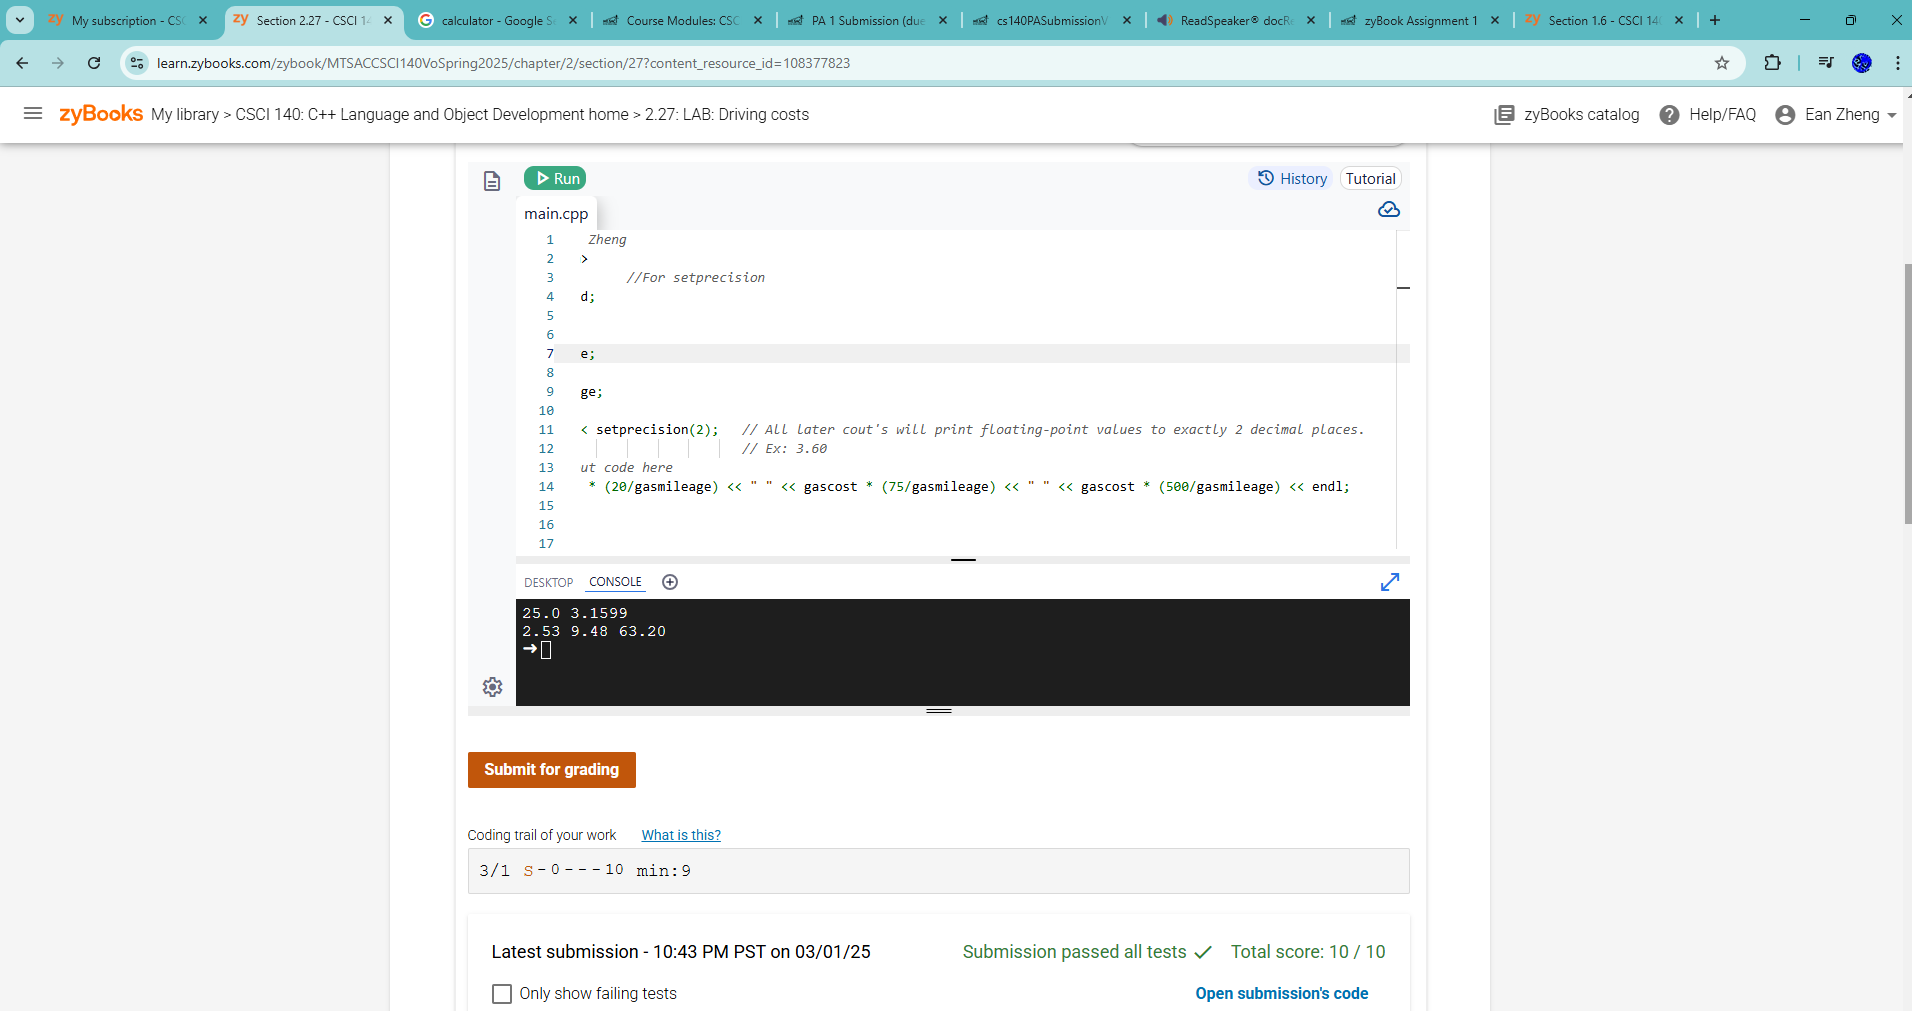 My subscription - CSC
Section 2.27 - CSCI 14
calculator - Google Se
Course Modules: CSC
PA 1 Submission (due
cs140PASubmissionV
ReadSpeaker® docRe
zyBook Assignment 1
Section 1.6 - CSCI 140
learn.zybooks.com/zybook/MTSACCSCI140VoSpring2025/chapter/2/section/27?content_resource_id=108377823
zyBooks My library > CSCI 140: C++ Language and Object Development home > 2.27: LAB: Driving costs
zyBooks catalog
Help/FAQ
Ean Zheng
Run
History
Tutorial
main.cpp
1 Zheng
2 >
3 //For setprecision
4 d;
5
6
7 e;
8
9 ge;
10
11 < setprecision(2); // All later cout's will print floating-point values to exactly 2 decimal places.
12 // Ex: 3.60
13 ut code here
14 * (20/gasmileage) << " " << gascost * (75/gasmileage) << " " << gascost * (500/gasmileage) << endl;
15
16
17
DESKTOP CONSOLE
25.0 3.1599
2.53 9.48 63.20
Submit for grading
Coding trail of your work What is this?
3/1 S-0---10 min:9
Latest submission - 10:43 PM PST on 03/01/25
Submission passed all tests Total score: 10 / 10
Only show failing tests
Open submission's code